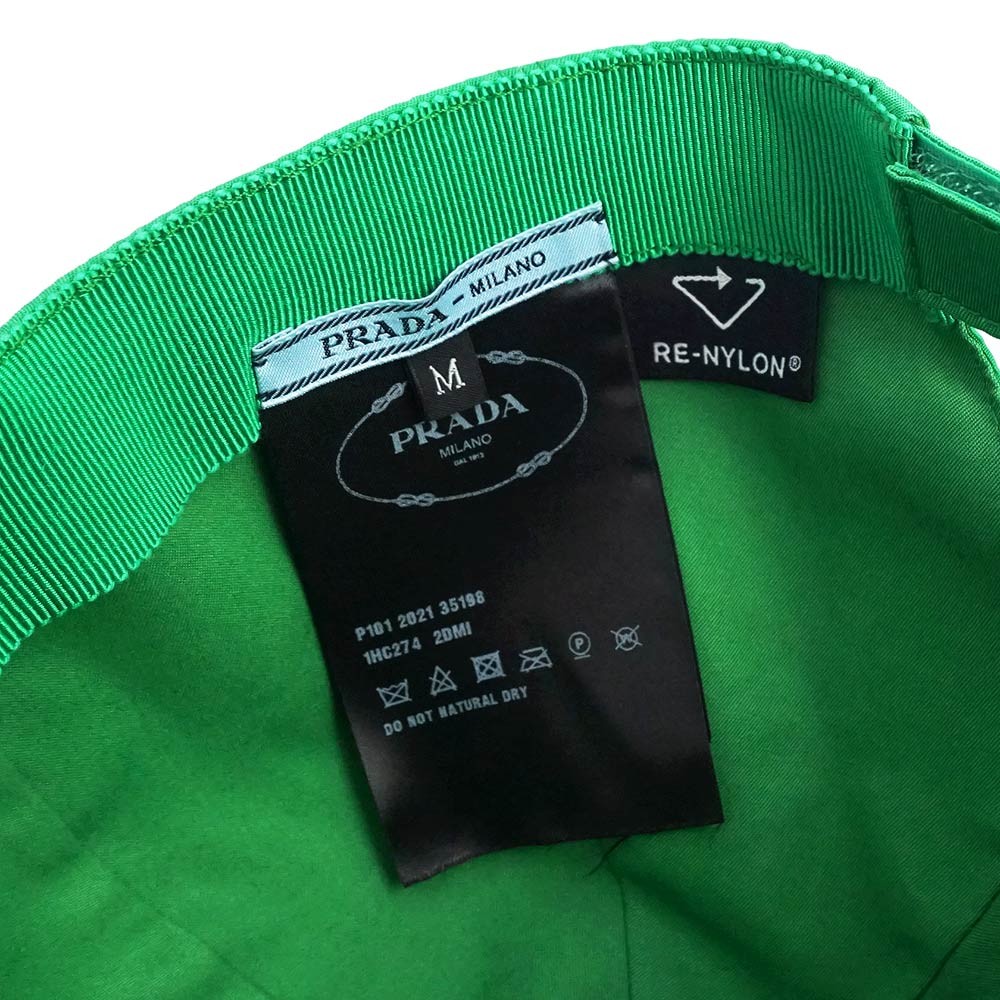 PRADA - MILANO
M
PRADA
MILANO
DAL 1913
RE-NYLON®
P101 2021 35198
1HC274 2DMI
P
W
DO NOT NATURAL DRY